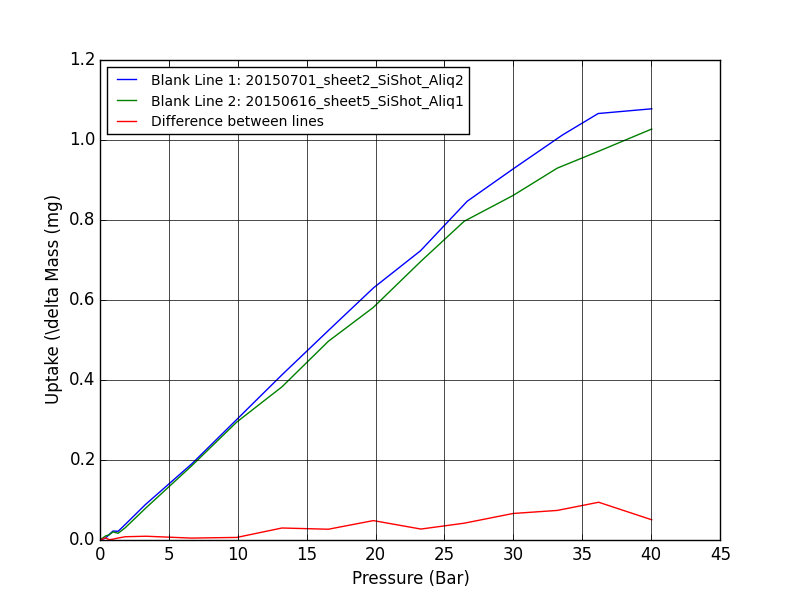 Blank Line 1: 20150701_sheet2_SiShot_Aliq2
Blank Line 2: 20150616_sheet5_SiShot_Aliq1
Difference between lines
1.2
1.0
0.8
0.6
0.4
0.2
0.0
Uptake (\delta Mass (mg)
0 5 10 15 20 25 30 35 40 45
Pressure (Bar)